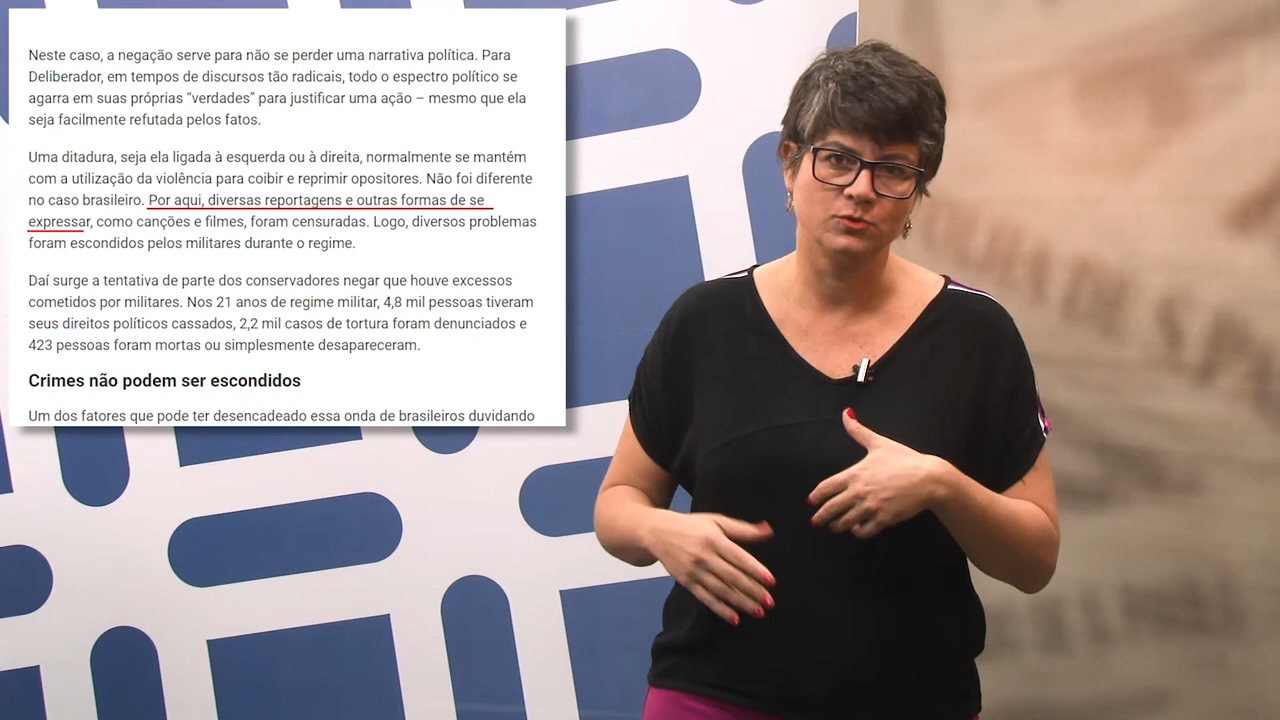 Neste caso, a negação serve para não se perder uma narrativa política. Para
Deliberador, em tempos de discursos tão radicais, todo o espectro político se
agarra em suas próprias “verdades” para justificar uma ação – mesmo que ela
seja facilmente refutada pelos fatos.
Uma ditadura, seja ela ligada à esquerda ou à direita, normalmente se mantém
com a utilização da violência para coibir e reprimir opositores. Não foi diferente
no caso brasileiro. Por aqui, diversas reportagens e outras formas de se
expressar, como canções e filmes, foram censuradas. Logo, diversos problemas
foram escondidos pelos militares durante o regime.
Daí surge a tentativa de parte dos conservadores negar que houve excessos
cometidos por militares. Nos 21 anos de regime militar, 4,8 mil pessoas tiveram
seus direitos políticos cassados, 2,2 mil casos de tortura foram denunciados e
423 pessoas foram mortas ou simplesmente desapareceram.
Crimes não podem ser escondidos
Um dos fatores que pode ter desencadeado essa onda de brasileiros duvidando